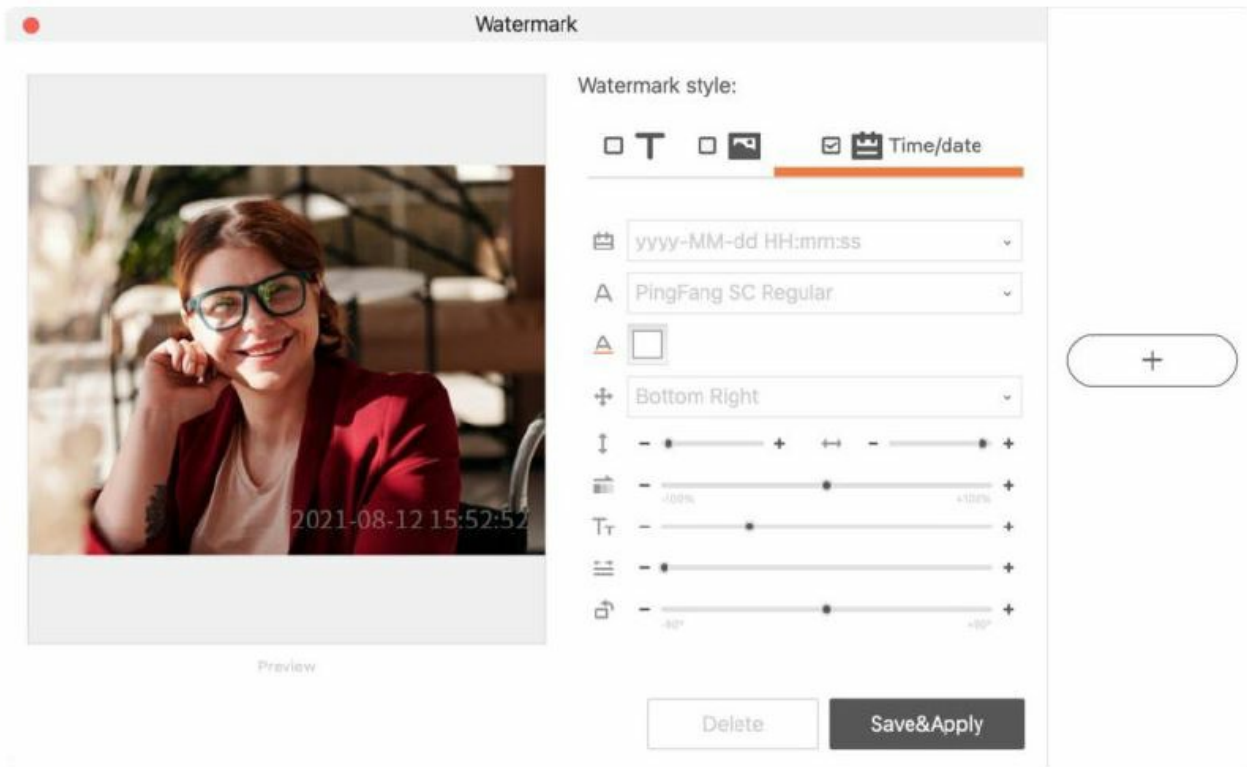 Watermark
Watermark style:
T
Time/date
yyyy-MM-dd HH:mm:ss
A PingFang SC Regular
A
Bottom Right
- + - +
- +
-100% +100%
TT - +
- +
- +
-90° +90°
2021-08-12 15:52:52
Preview
Delete
Save&Apply
+